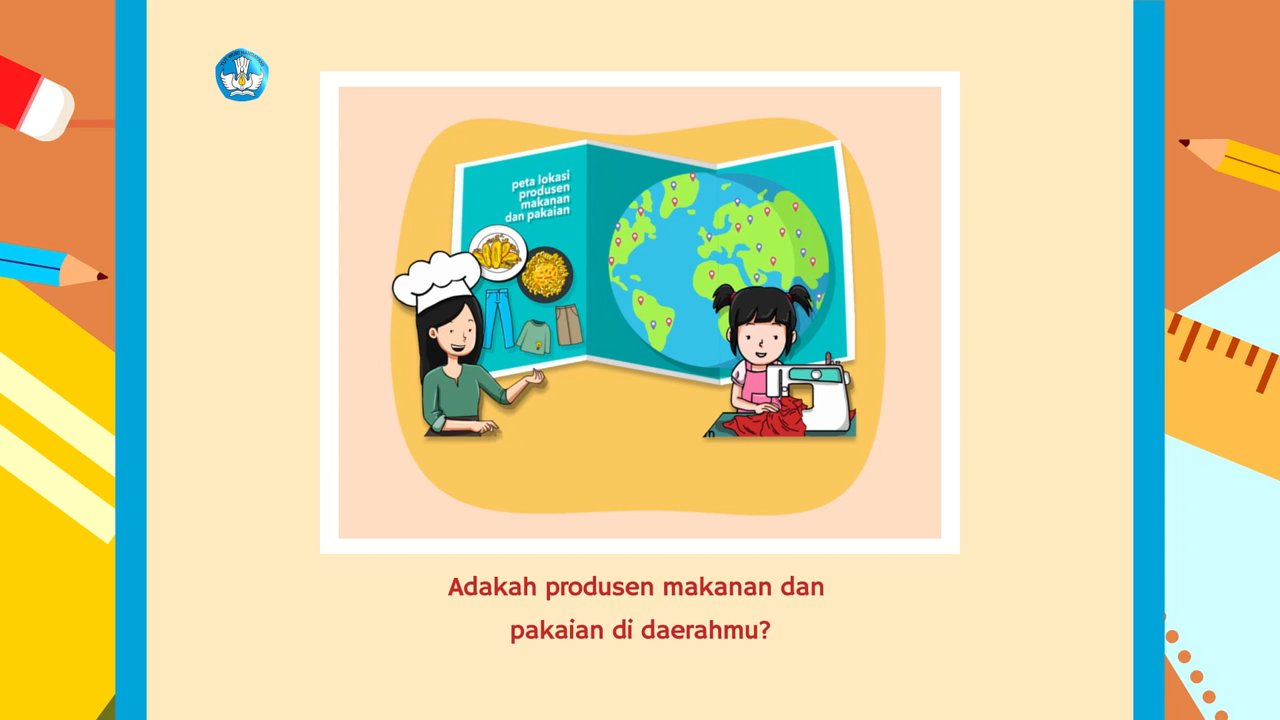 peta lokasi
produsen
makanan
dan pakaian
Adakah produsen makanan dan
pakaian di daerahmu?